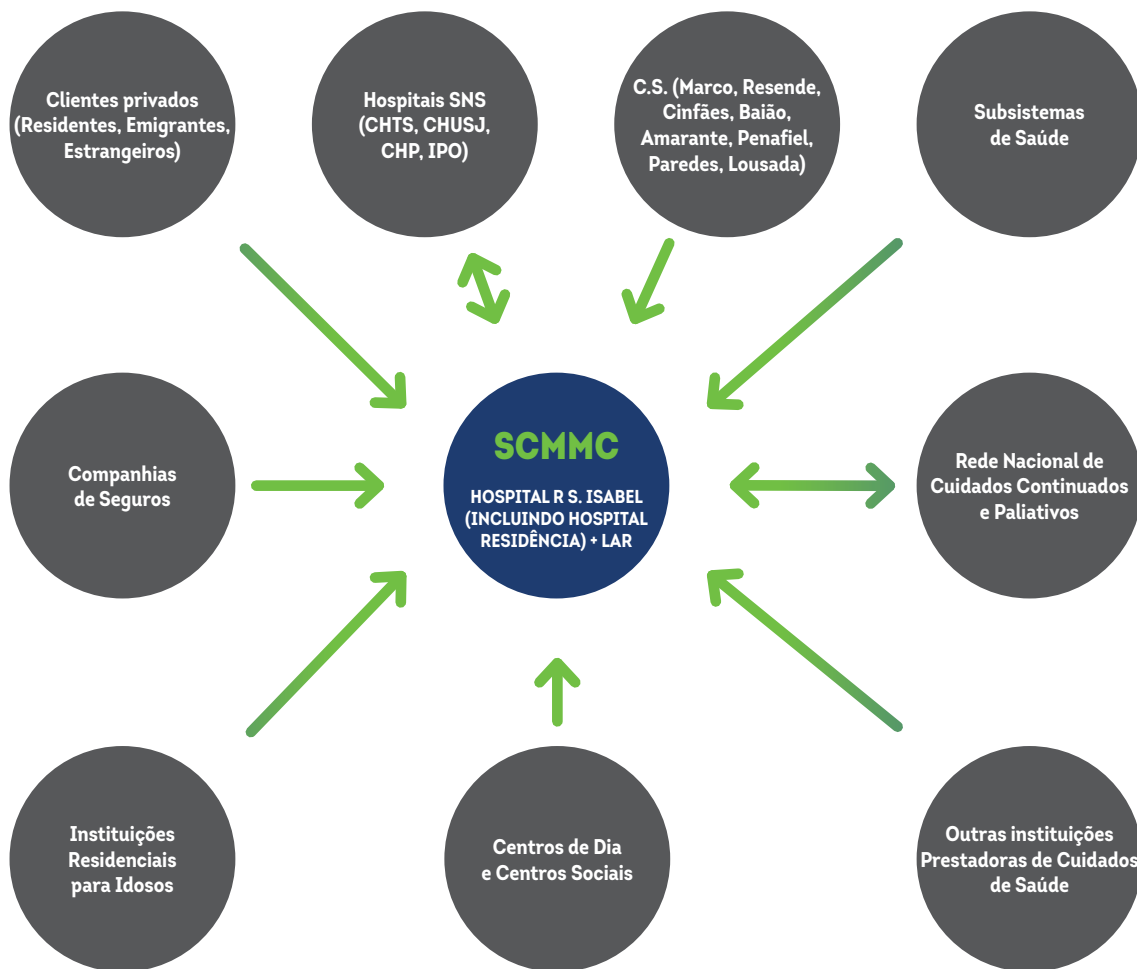 Clientes privados
(Residentes, Emigrantes,
Estrangeiros)
Hospitais SNS
(CHTS, CHUSJ,
CHP, IPO)
C.S. (Marco, Resende,
Cinfães, Baião,
Amarante, Penafiel,
Paredes, Lousada)
Subsistemas
de Saúde
Companhias
de Seguros
SCMMC
HOSPITAL R S. ISABEL
(INCLUINDO HOSPITAL
RESIDÊNCIA) + LAR
Rede Nacional de
Cuidados Continuados
e Paliativos
Instituições
Residenciais
para Idosos
Centros de Dia
e Centros Sociais
Outras instituições
Prestadoras de Cuidados
de Saúde